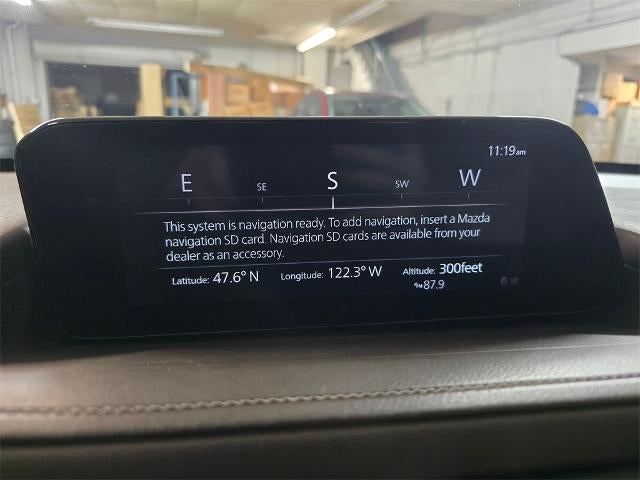 11:19am
E SE S SW W
This system is navigation ready. To add navigation, insert a Mazda
navigation SD card. Navigation SD cards are available from your
dealer as an accessory.
Latitude: 47.6° N Longitude: 122.3° W Altitude: 300feet
FM 87.9